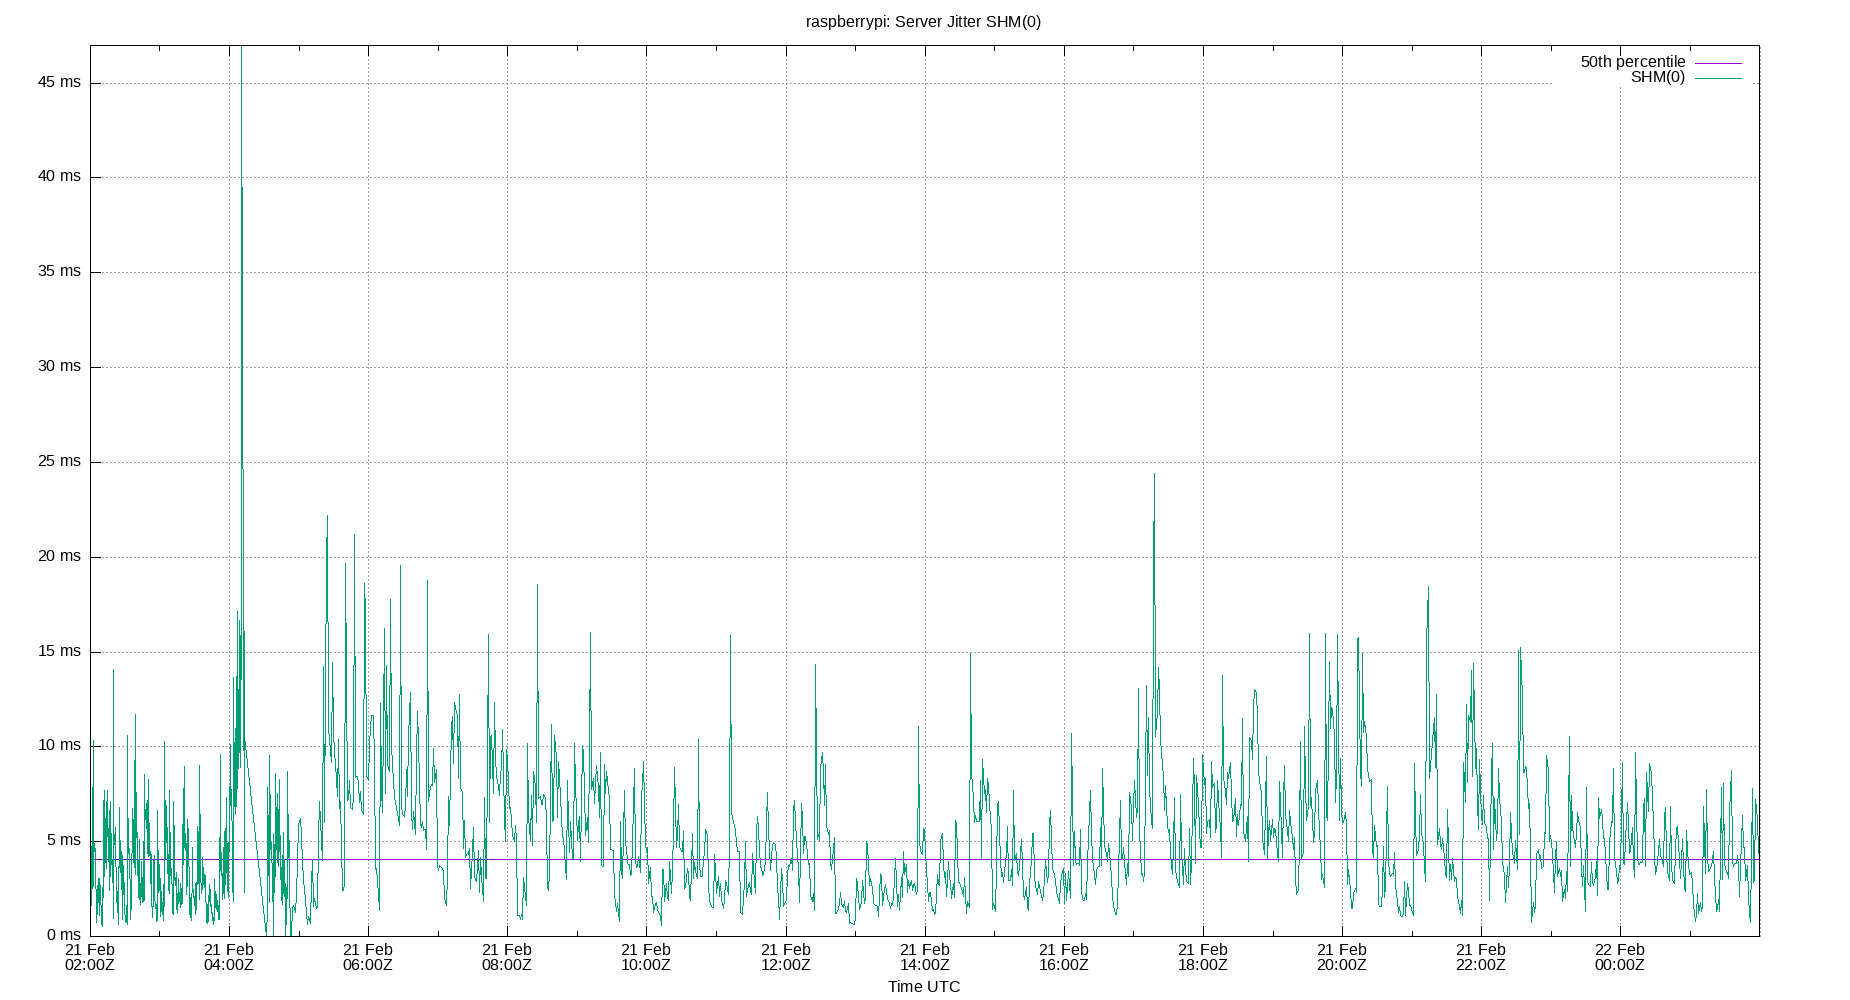 raspberrypi: Server Jitter SHM(0)
50th percentile
SHM(0)
45 ms
40 ms
35 ms
30 ms
25 ms
20 ms
15 ms
10 ms
5 ms
0 ms
21 Feb 21 Feb 21 Feb 21 Feb 21 Feb 21 Feb 21 Feb 21 Feb 21 Feb 21 Feb 21 Feb 22 Feb
02:00Z 04:00Z 06:00Z 08:00Z 10:00Z 12:00Z 14:00Z 16:00Z 18:00Z 20:00Z 22:00Z 00:00Z
Time UTC